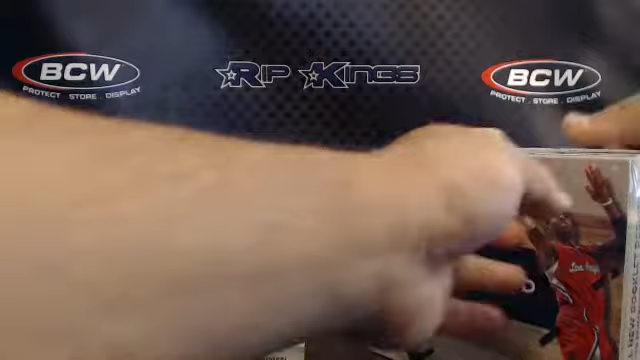 BCW
PROTECT . STORE . DISPLAY
RIP KINGS
BCW
PROTECT . STORE . DISPLAY